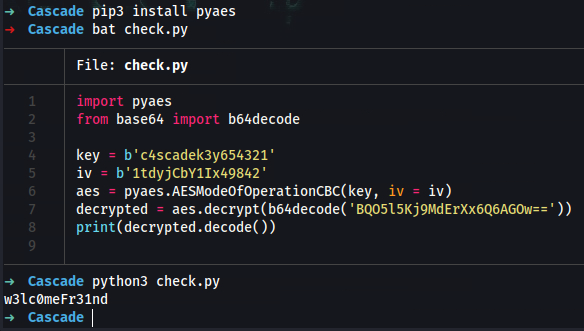 → Cascade pip3 install pyaes
→ Cascade bat check.py
File: check.py
1 import pyaes
2 from base64 import b64decode
3
4 key = b'c4scadek3y654321'
5 iv = b'1tdyjCbY1Ix49842'
6 aes = pyaes.AESModeOfOperationCBC(key, iv = iv)
7 decrypted = aes.decrypt(b64decode('BQO5l5Kj9MdErXx6Q6AGOw=='))
8 print(decrypted.decode())
9
→ Cascade python3 check.py
w3lc0meFr31nd
→ Cascade